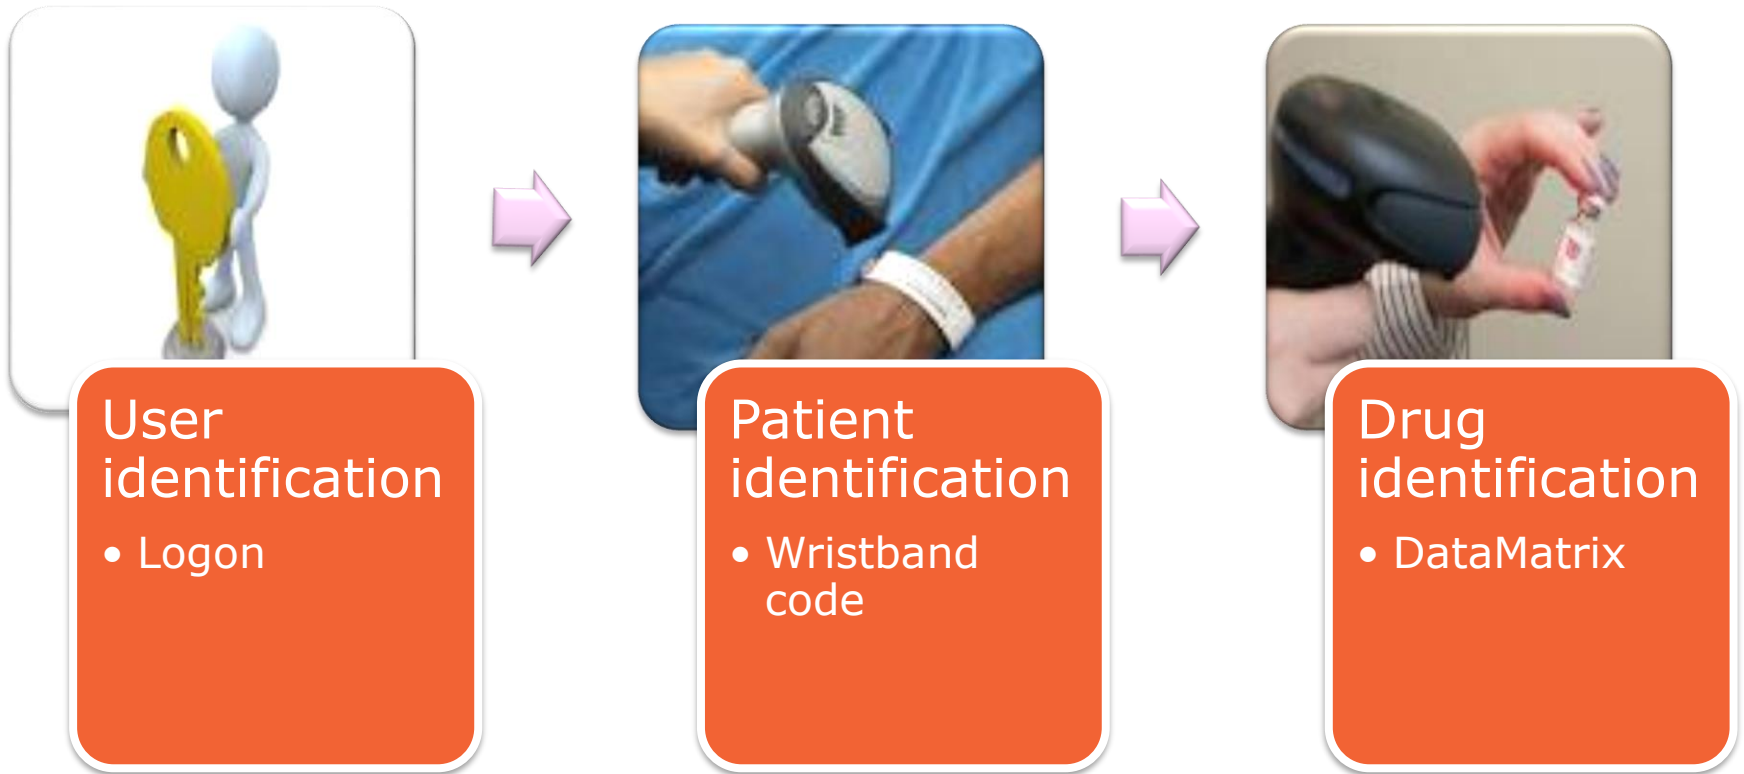 User
identification
• Logon
Patient
identification
• Wristband
code
Drug
identification
• DataMatrix